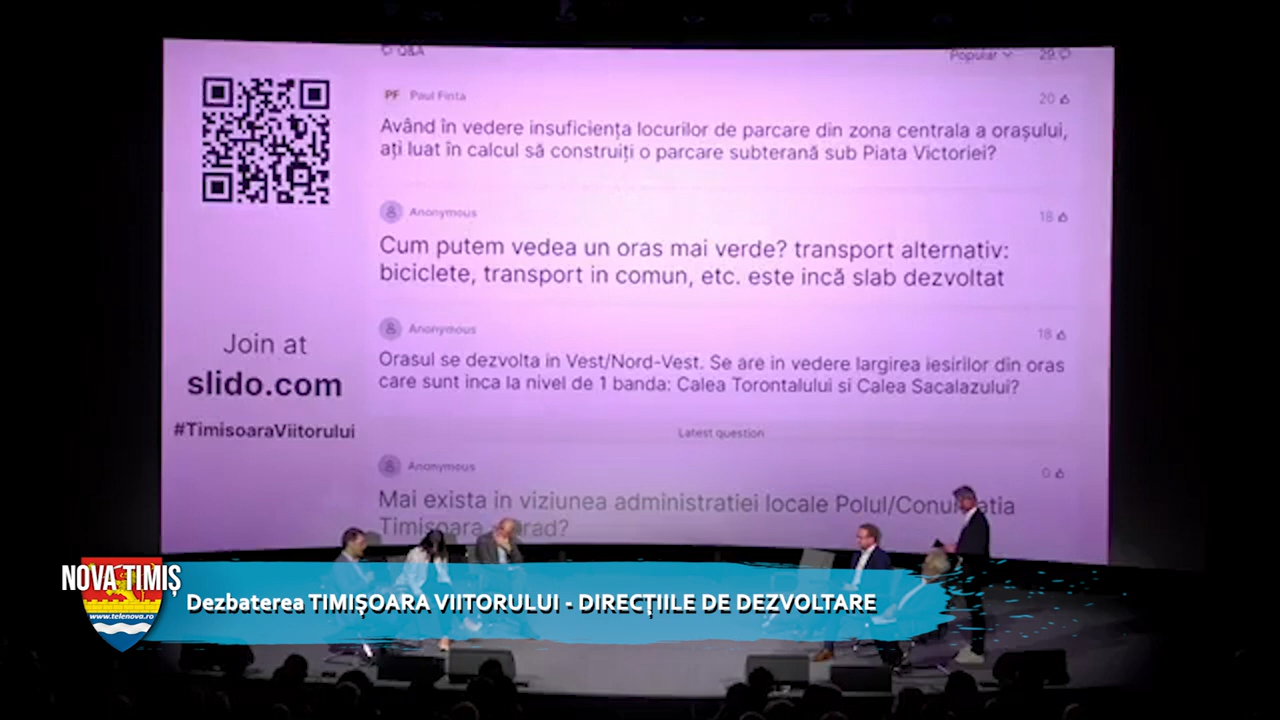 Q&A
Popular
29
PF Paul Finta
20
Având în vedere insuficiența locurilor de parcare din zona centrala a orașului,
ați luat în calcul să construiți o parcare subterană sub Piata Victoriei?
Anonymous
18
Cum putem vedea un oras mai verde? transport alternativ:
biciclete, transport in comun, etc. este incă slab dezvoltat
Anonymous
18
Orasul se dezvolta in Vest/Nord-Vest. Se are in vedere largirea iesirilor din oras
care sunt inca la nivel de 1 banda: Calea Torontalului si Calea Sacalazului?
Latest question
Anonymous
0
Mai exista in viziunea administratiei locale
Timisoara
Join at
slido.com
#TimisoaraViitorului
NOVA TIMIȘ
www.telenova.ro
Dezbaterea TIMIȘOARA VIITORULUI - DIRECȚIILE DE DEZVOLTARE